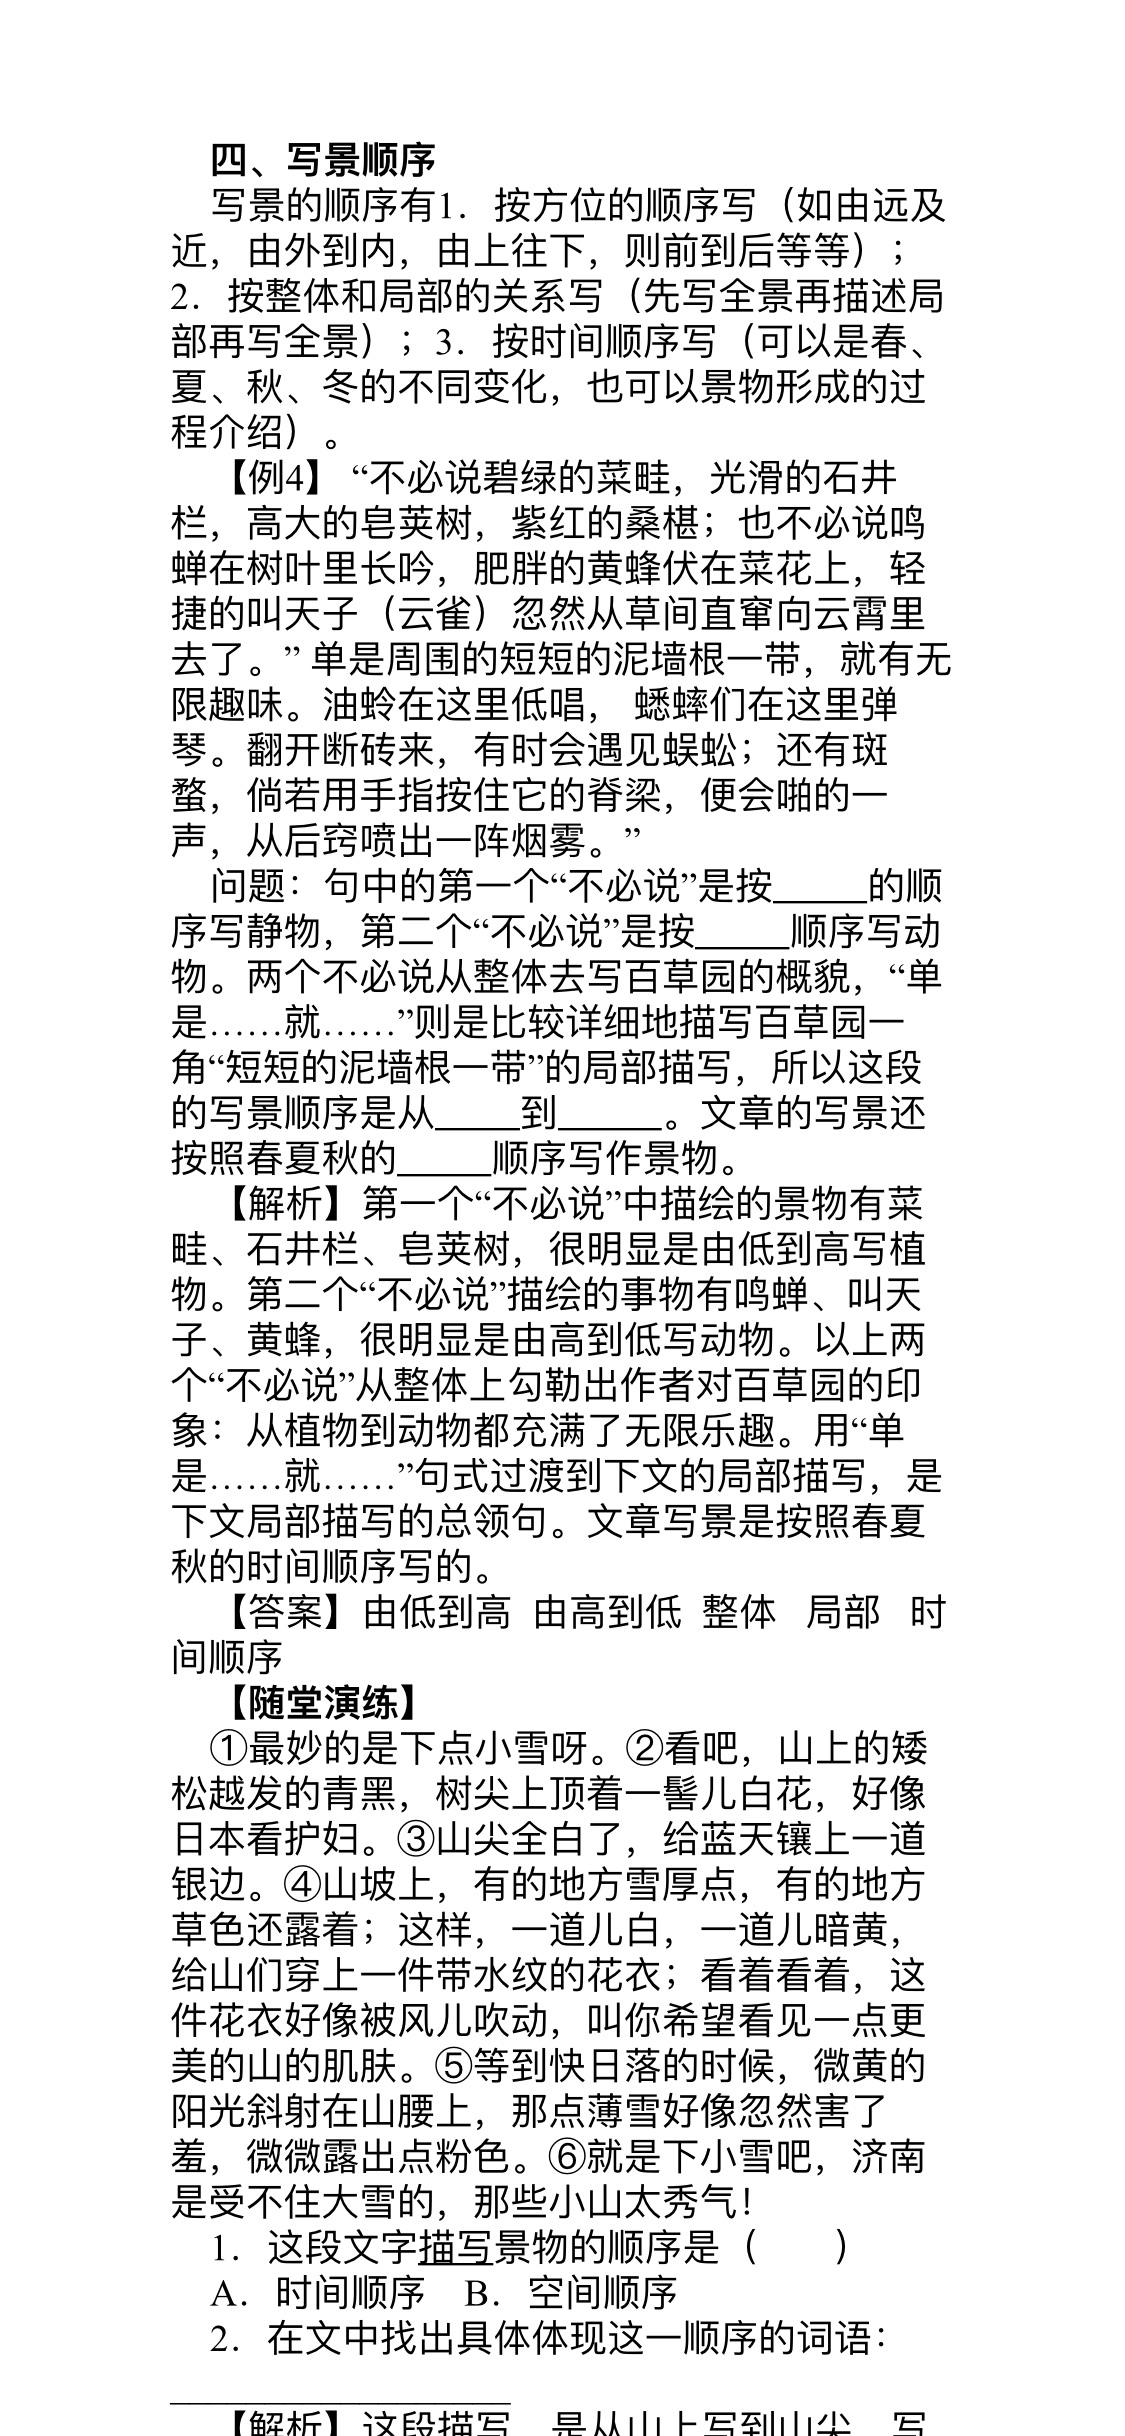 四、写景顺序
写景的顺序有1．按方位的顺序写（如由远及
近，由外到内，由上往下，则前到后等等）；
2．按整体和局部的关系写（先写全景再描述局
部再写全景）；3．按时间顺序写（可以是春、
夏、秋、冬的不同变化，也可以景物形成的过
程介绍）。
【例4】 “不必说碧绿的菜畦，光滑的石井
栏，高大的皂荚树，紫红的桑椹；也不必说鸣
蝉在树叶里长吟，肥胖的黄蜂伏在菜花上，轻
捷的叫天子（云雀）忽然从草间直窜向云霄里
去了。” 单是周围的短短的泥墙根一带，就有无
限趣味。油蛉在这里低唱， 蟋蟀们在这里弹
琴。翻开断砖来，有时会遇见蜈蚣；还有斑
蝥，倘若用手指按住它的脊梁，便会啪的一
声，从后窍喷出一阵烟雾。”
问题：句中的第一个“不必说”是按_____的顺
序写静物，第二个“不必说”是按_____顺序写动
物。两个不必说从整体去写百草园的概貌，“单
是……就……”则是比较详细地描写百草园一
角“短短的泥墙根一带”的局部描写，所以这段
的写景顺序是从_____到______。文章的写景还
按照春夏秋的_____顺序写作景物。
【解析】第一个“不必说”中描绘的景物有菜
畦、石井栏、皂荚树，很明显是由低到高写植
物。第二个“不必说”描绘的事物有鸣蝉、叫天
子、黄蜂，很明显是由高到低写动物。以上两
个“不必说”从整体上勾勒出作者对百草园的印
象：从植物到动物都充满了无限乐趣。用“单
是……就……”句式过渡到下文的局部描写，是
下文局部描写的总领句。文章写景是按照春夏
秋的时间顺序写的。
【答案】由低到高 由高到低 整体 局部 时
间顺序
【随堂演练】
①最妙的是下点小雪呀。②看吧，山上的矮
松越发的青黑，树尖上顶着一髻儿白花，好像
日本看护妇。③山尖全白了，给蓝天镶上一道
银边。④山坡上，有的地方雪厚点，有的地方
草色还露着；这样，一道儿白，一道儿暗黄，
给山们穿上一件带水纹的花衣；看着看着，这
件花衣好像被风儿吹动，叫你希望看见一点更
美的山的肌肤。⑤等到快日落的时候，微黄的
阳光斜射在山腰上，那点薄雪好像忽然害了
羞，微微露出点粉色。⑥就是下小雪吧，济南
是受不住大雪的，那些小山太秀气！
1．这段文字描写景物的顺序是（　　）
A．时间顺序 B．空间顺序
2．在文中找出具体体现这一顺序的词语：
__________________
【解析】这段描写，是从山上写到山尖，写